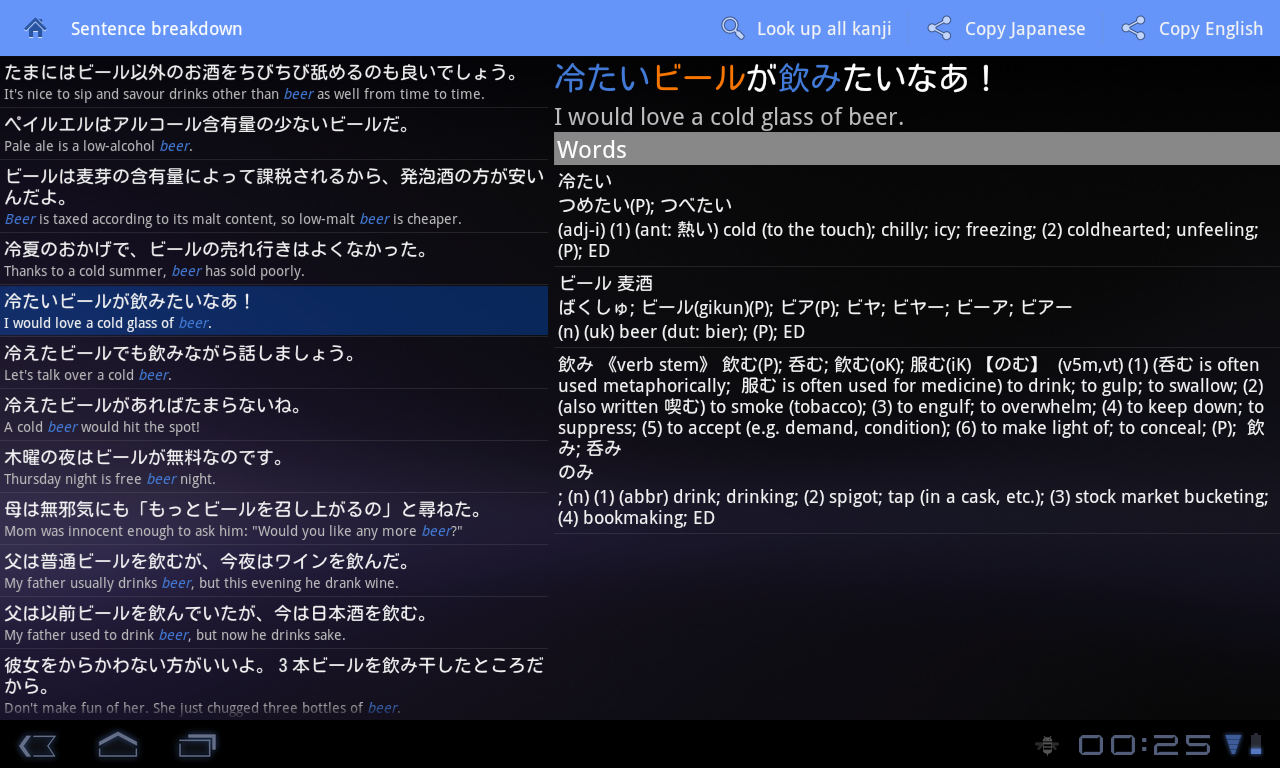 Sentence breakdown
Look up all kanji
Copy Japanese
Copy English
たまにはビール以外のお酒をちびちび舐めるのも良いでしょう。
It's nice to sip and savour drinks other than beer as well from time to time.
ペイルエルはアルコール含有量の少ないビールだ。
Pale ale is a low-alcohol beer.
ビールは麦芽の含有量によって課税されるから、発泡酒の方が安い
んだよ。
Beer is taxed according to its malt content, so low-malt beer is cheaper.
冷夏のおかげで、ビールの売れ行きはよくなかった。
Thanks to a cold summer, beer has sold poorly.
冷たいビールが飲みたいなあ！
I would love a cold glass of beer.
冷えたビールでも飲みながら話しましょう。
Let's talk over a cold beer.
冷えたビールがあればたまらないね。
A cold beer would hit the spot!
木曜の夜はビールが無料なのです。
Thursday night is free beer night.
母は無邪気にも「もっとビールを召し上がるの」と尋ねた。
Mom was innocent enough to ask him: "Would you like any more beer?"
父は普通ビールを飲むが、今夜はワインを飲んだ。
My father usually drinks beer, but this evening he drank wine.
父は以前ビールを飲んでいたが、今は日本酒を飲む。
My father used to drink beer, but now he drinks sake.
彼女をからかわない方がいいよ。３本ビールを飲み干したところだ
から。
Don't make fun of her. She just chugged three bottles of beer.
冷たいビールが飲みたいなあ！
I would love a cold glass of beer.
Words
冷たい
つめたい(P); つべたい
(adj-i) (1) (ant: 熱い) cold (to the touch); chilly; icy; freezing; (2) coldhearted; unfeeling;
(P); ED
ビール 麦酒
ばくしゅ; ビール(gikun)(P); ビア(P); ビヤ; ビヤー; ビーア; ビアー
(n) (uk) beer (dut: bier); (P); ED
飲み 《verb stem》 飲む(P); 呑む; 飮む(oK); 服む(iK) 【のむ】 (v5m,vt) (1) (呑む is often
used metaphorically; 服む is often used for medicine) to drink; to gulp; to swallow; (2)
(also written 喫む) to smoke (tobacco); (3) to engulf; to overwhelm; (4) to keep down; to
suppress; (5) to accept (e.g. demand, condition); (6) to make light of; to conceal; (P); 飲
み; 呑み
のみ
; (n) (1) (abbr) drink; drinking; (2) spigot; tap (in a cask, etc.); (3) stock market bucketing;
(4) bookmaking; ED
00:25